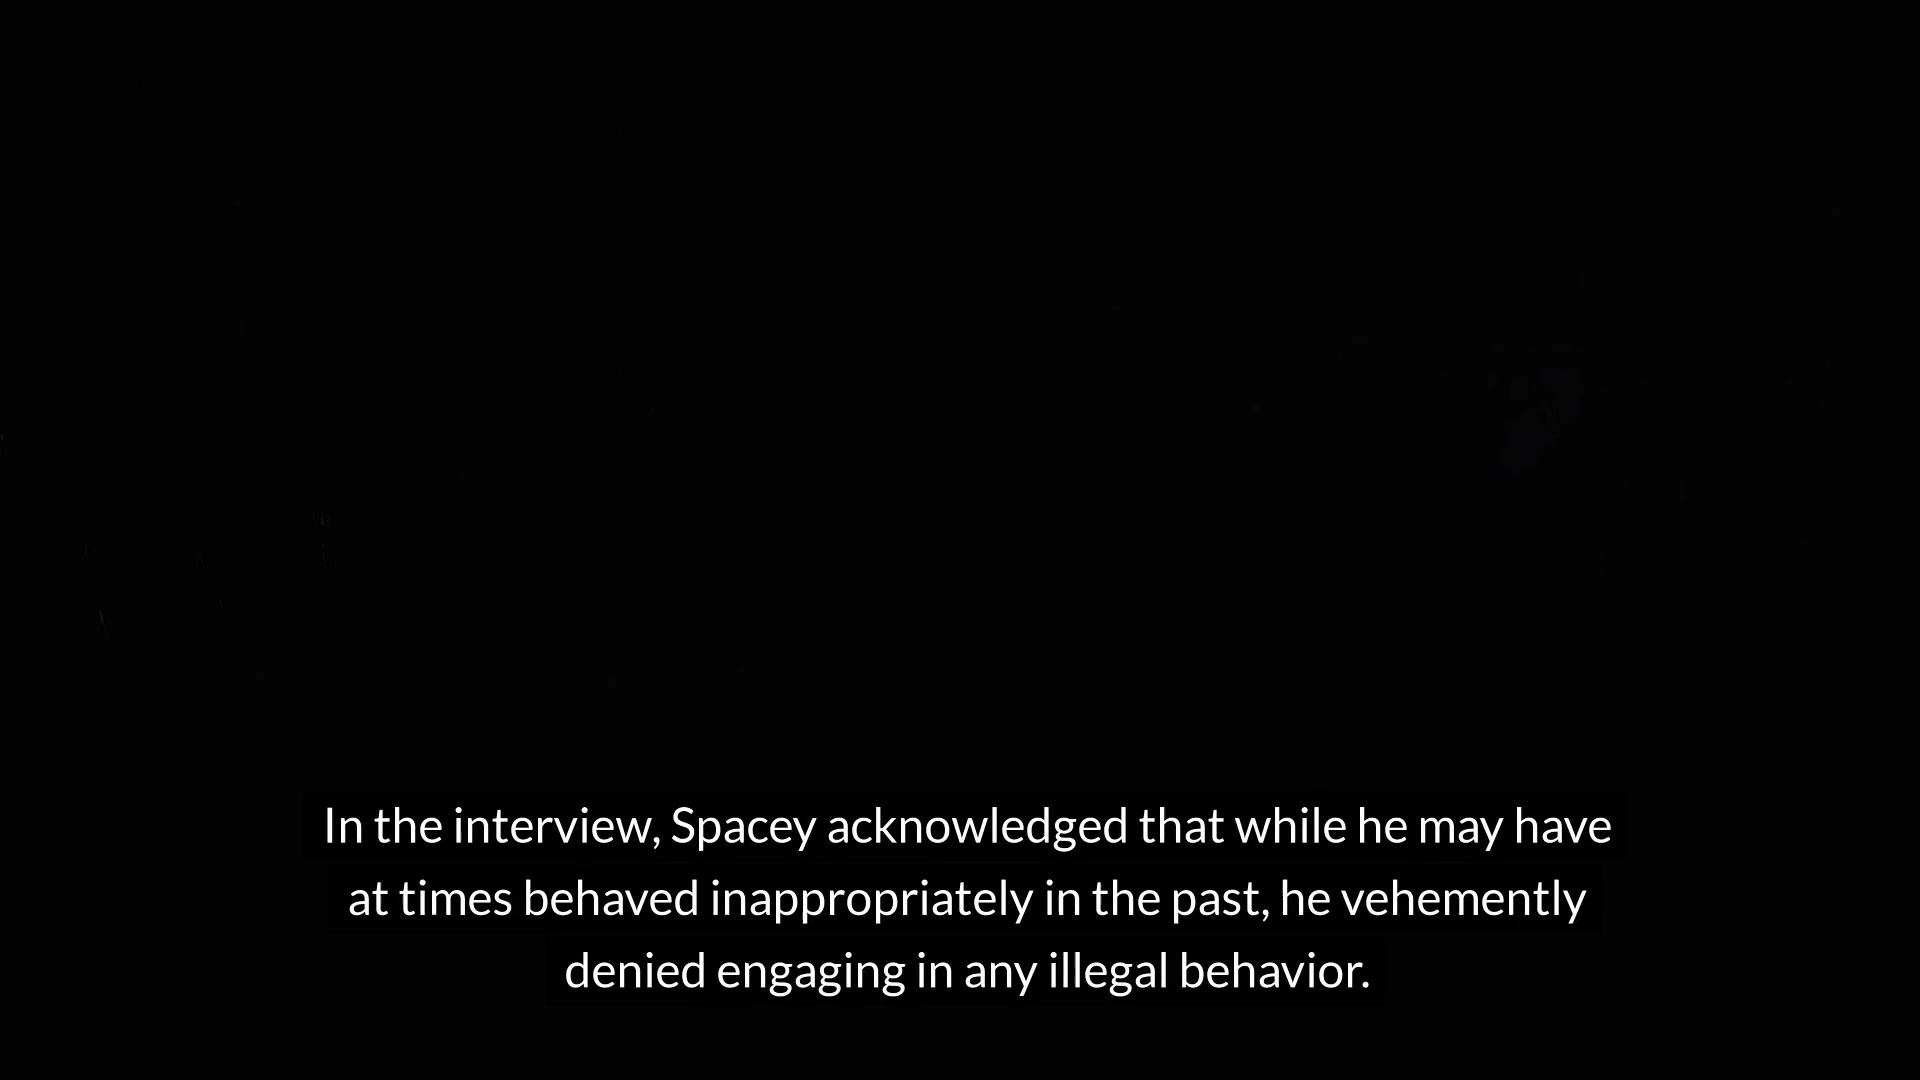 In the interview, Spacey acknowledged that while he may have
at times behaved inappropriately in the past, he vehemently
denied engaging in any illegal behavior.